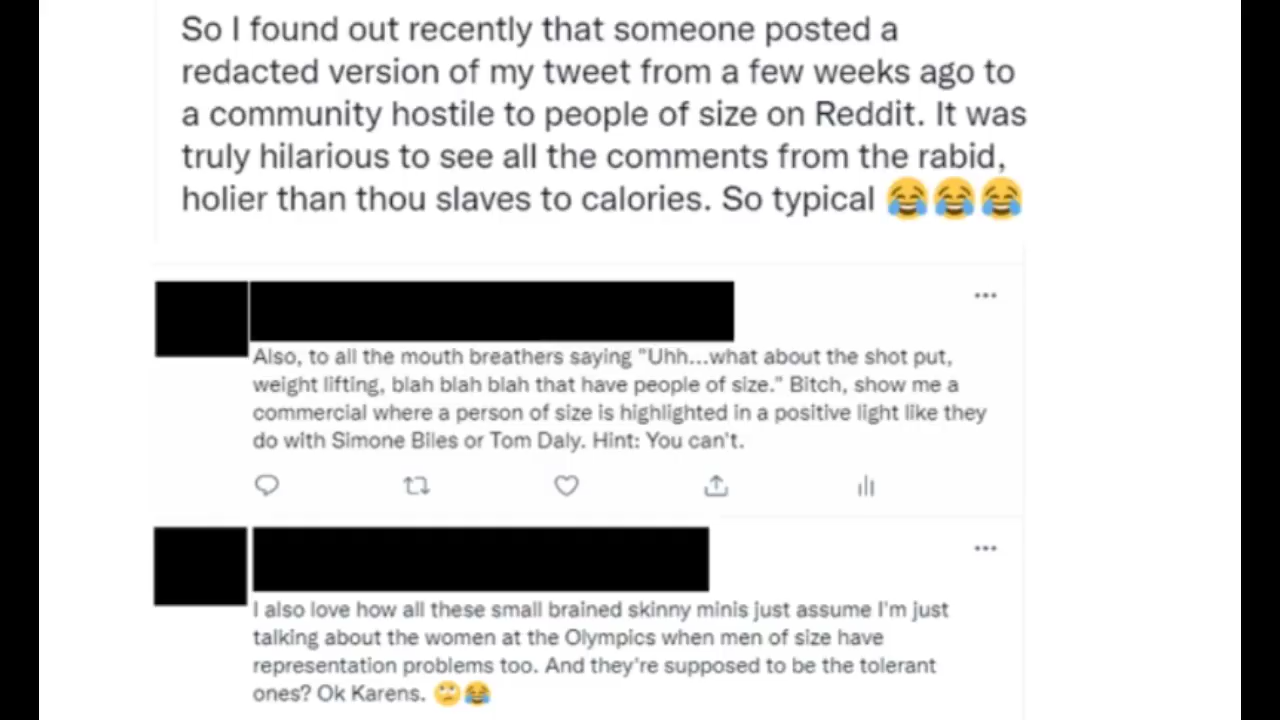 So I found out recently that someone posted a
redacted version of my tweet from a few weeks ago to
a community hostile to people of size on Reddit. It was
truly hilarious to see all the comments from the rabid,
holier than thou slaves to calories. So typical 😂😂😂
Also, to all the mouth breathers saying "Uhh...what about the shot put,
weight lifting, blah blah blah that have people of size." Bitch, show me a
commercial where a person of size is highlighted in a positive light like they
do with Simone Biles or Tom Daly. Hint: You can't.
I also love how all these small brained skinny minis just assume I'm just
talking about the women at the Olympics when men of size have
representation problems too. And they're supposed to be the tolerant
ones? Ok Karens. 🙄😂